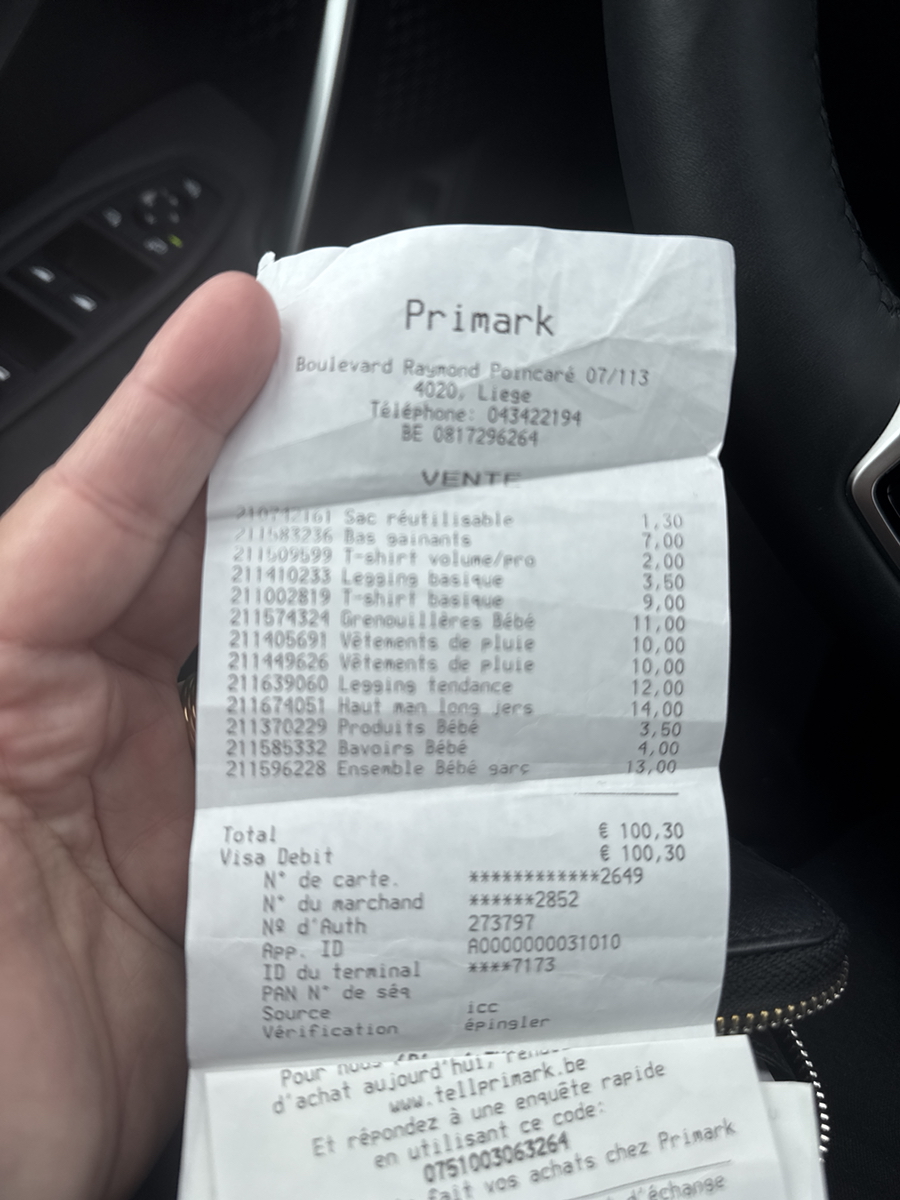 Primark
Boulevard Raymond Poincaré 07/113
4020, Liege
Téléphone: 043422194
BE 0817296264
VENTE
210742161 Sac réutilisable 1,30
211583236 Bas gainants 7,00
211509599 T-shirt volume/pro 2,00
211410233 Legging basique 3,50
211002819 T-shirt basique 9,00
211574324 Grenouillères Bébé 11,00
211405691 Vêtements de pluie 10,00
211449626 Vêtements de pluie 10,00
211639060 Legging tendance 12,00
211674051 Haut man long jers 14,00
211370229 Produits Bébé 3,50
211585332 Bavoirs Bébé 4,00
211596228 Ensemble Bébé garç 13,00
Total € 100,30
Visa Debit € 100,30
N° de carte. ************2649
N° du marchand ******2852
Nº d'Auth 273797
App. ID A0000000031010
ID du terminal ****7173
PAN N° de séq
Source icc
Vérification épingler
Pour nous
d'achat aujourd'hui,
www.tellprimark.be
Et répondez à une enquête rapide
en utilisant ce code:
0751003063264
fait vos achats chez Primark
d'échange